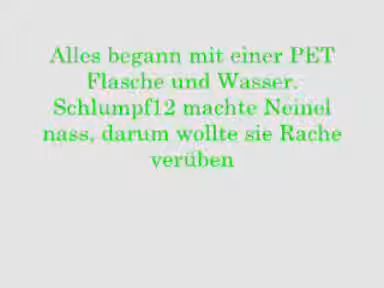 Alles begann mit einer PET
Flasche und Wasser.
Schlumpf12 machte Neinel
nass, darum wollte sie Rache
verüben